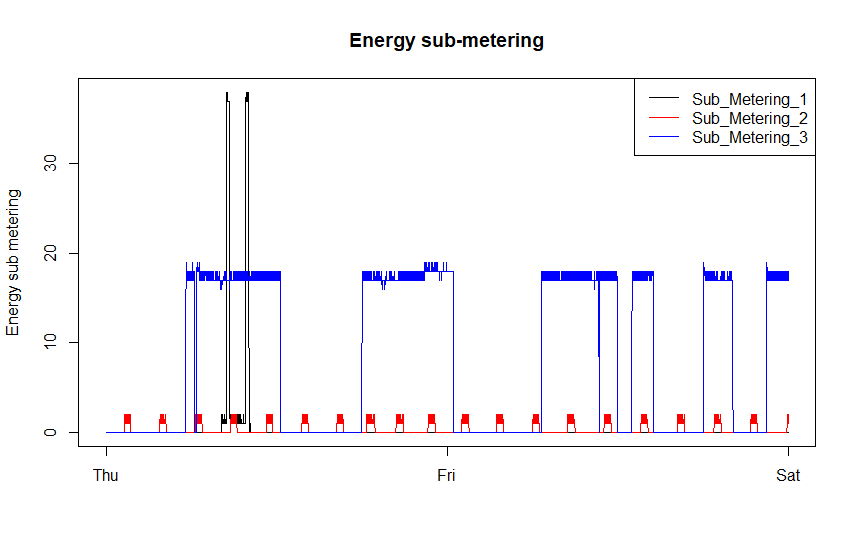 Energy sub-metering
Sub_Metering_1
Sub_Metering_2
Sub_Metering_3
Energy sub metering
30
20
10
0
Thu
Fri
Sat